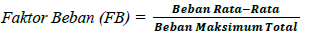 Faktor Beban (FB) = Beban Rata−Rata / Beban Maksimum Total